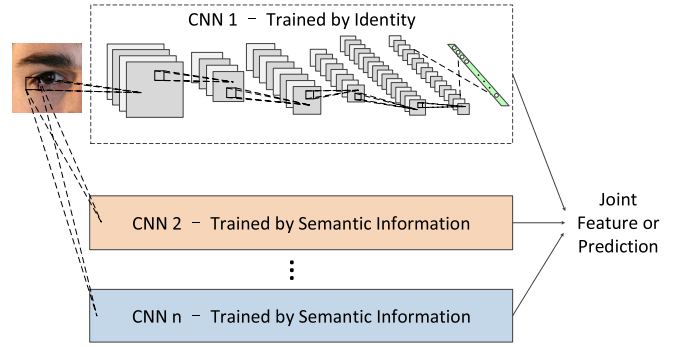 CNN 1 – Trained by Identity
CNN 2 – Trained by Semantic Information
CNN n – Trained by Semantic Information
Joint
Feature or
Prediction